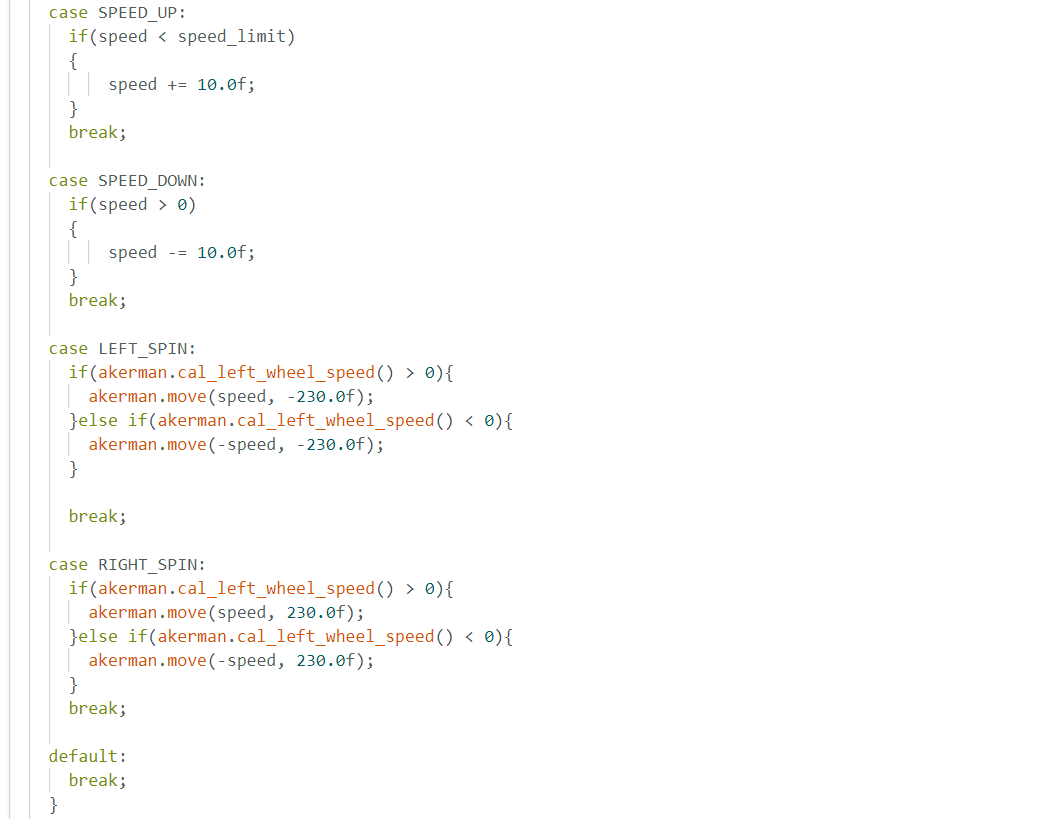 case SPEED_UP:
if(speed < speed_limit)
{
speed += 10.0f;
}
break;
case SPEED_DOWN:
if(speed > 0)
{
speed -= 10.0f;
}
break;
case LEFT_SPIN:
if(akerman.cal_left_wheel_speed() > 0){
akerman.move(speed, -230.0f);
}else if(akerman.cal_left_wheel_speed() < 0){
akerman.move(-speed, -230.0f);
}
break;
case RIGHT_SPIN:
if(akerman.cal_left_wheel_speed() > 0){
akerman.move(speed, 230.0f);
}else if(akerman.cal_left_wheel_speed() < 0){
akerman.move(-speed, 230.0f);
}
break;
default:
break;
}